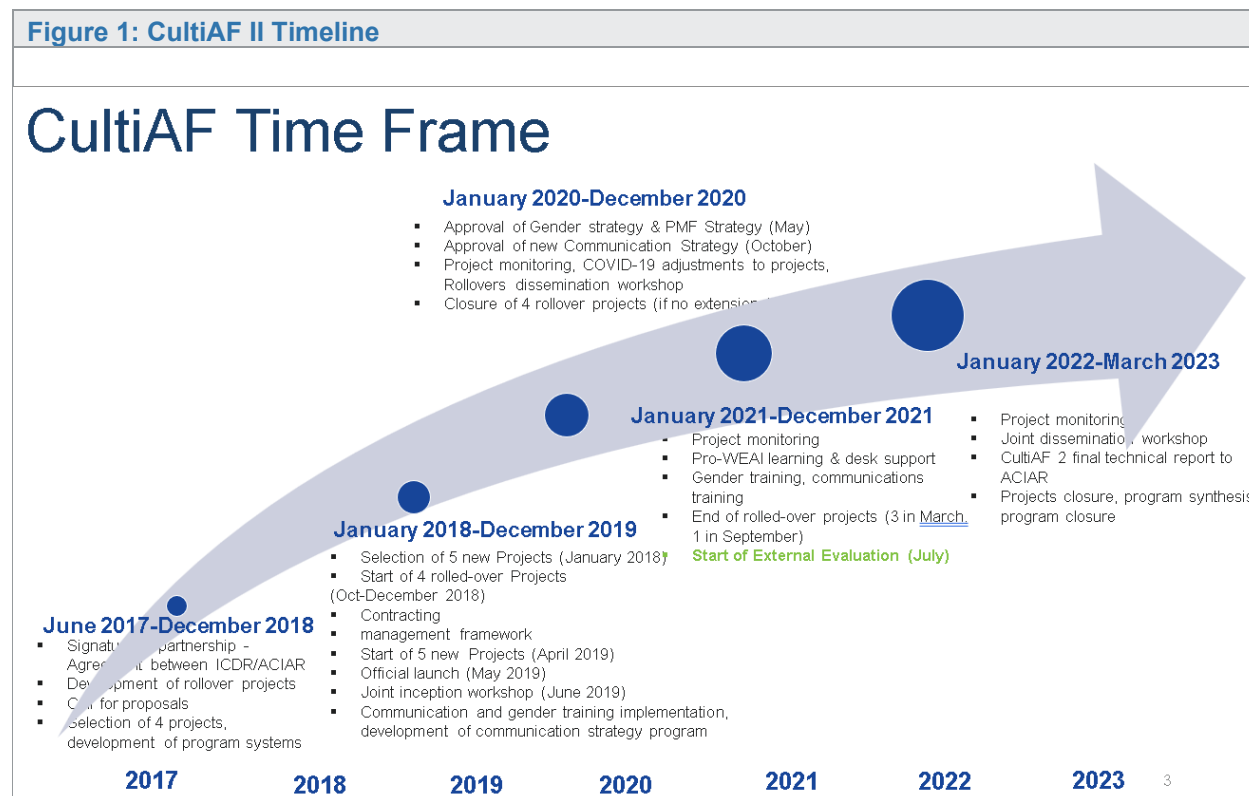 Figure 1: CultiAF II Timeline
CultiAF Time Frame
January 2020-December 2020
▪ Approval of Gender strategy & PMF Strategy (May)
▪ Approval of new Communication Strategy (October)
▪ Project monitoring, COVID-19 adjustments to projects,
Rollovers dissemination workshop
▪ Closure of 4 rollover projects (if no
January 2022-March 2023
▪ Project monitoring
▪ Joint dissemination workshop
▪ CultiAF 2 final technical report to
ACIAR
▪ Projects closure, program synthesis
program closure
January 2021-December 2021
▪ Project monitoring
▪ Pro-WEAI learning & desk support
▪ Gender training, communications
training
▪ End of rolled-over projects (3 in March,
1 in September)
▪ Start of External Evaluation (July)
January 2018-December 2019
▪ Selection of 5 new Projects (January 2018)
▪ Start of 4 rolled-over Projects
(Oct-December 2018)
▪ Contracting
▪ management framework
▪ Start of 5 new Projects (April 2019)
▪ Official launch (May 2019)
▪ Joint inception workshop (June 2019)
▪ Communication and gender training implementation,
development of communication strategy program
June 2017-December 2018
▪ partnership -
between ICDR/ACIAR
▪ Development of rollover projects
▪ Call for proposals
▪ Selection of 4 projects,
development of program systems
2017 2018 2019 2020 2021 2022 2023 3